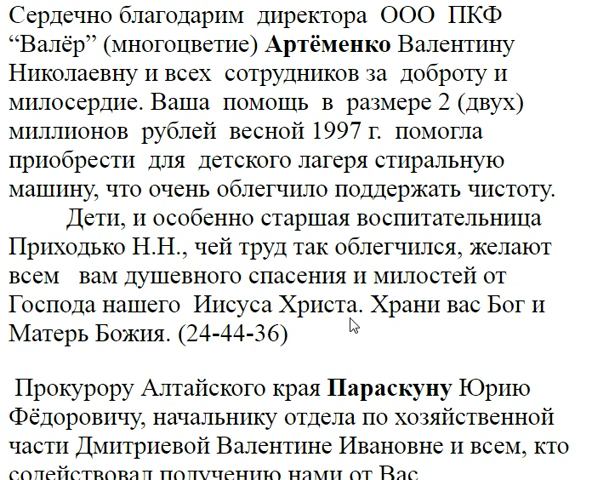 Сердечно благодарим директора ООО ПКФ
“Валёр” (многоцветие) Артёменко Валентину
Николаевну и всех сотрудников за доброту и
милосердие. Ваша помощь в размере 2 (двух)
миллионов рублей весной 1997 г. помогла
приобрести для детского лагеря стиральную
машину, что очень облегчило поддержать чистоту.
Дети, и особенно старшая воспитательница
Приходько Н.Н., чей труд так облегчился, желают
всем вам душевного спасения и милостей от
Господа нашего Иисуса Христа. Храни вас Бог и
Матерь Божия. (24-44-36)
Прокурору Алтайского края Параскуну Юрию
Фёдоровичу, начальнику отдела по хозяйственной
части Дмитриевой Валентине Ивановне и всем, кто
содействовал получению нами от Вас